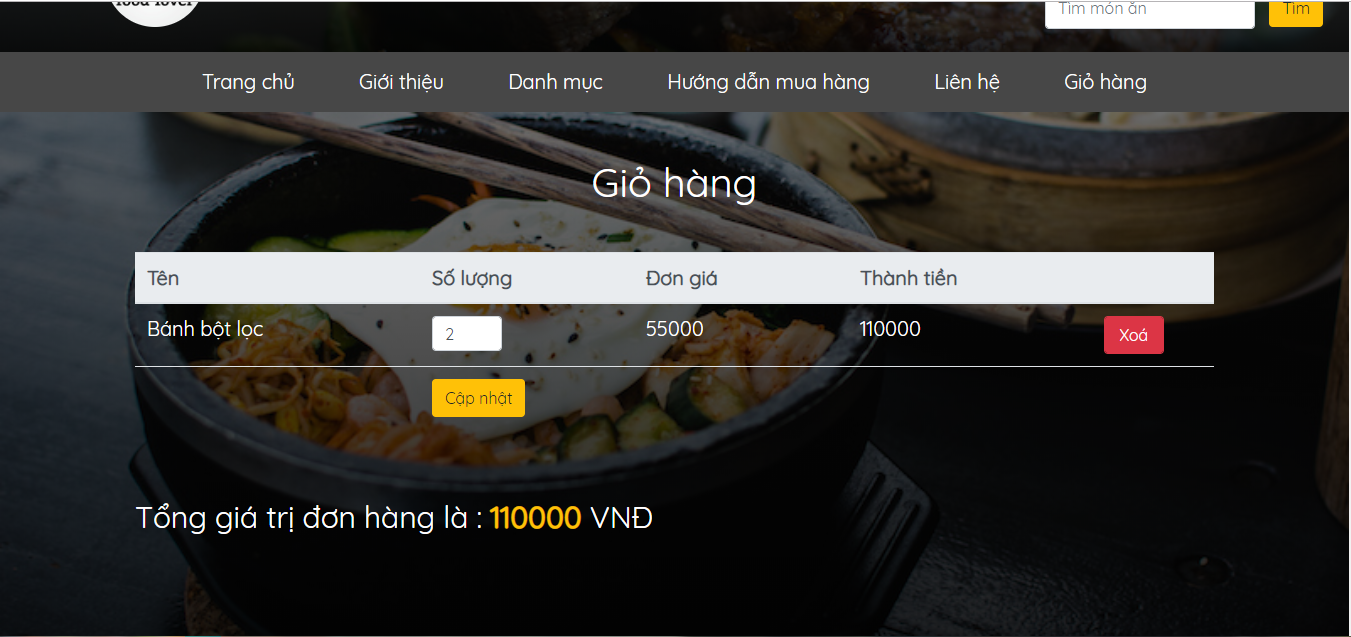 food lover
Tìm món ăn
Tìm
Trang chủ Giới thiệu Danh mục Hướng dẫn mua hàng Liên hệ Giỏ hàng
Giỏ hàng
Tên Số lượng Đơn giá Thành tiền
Bánh bột lọc 2 55000 110000 Xoá
Cập nhật
Tổng giá trị đơn hàng là : 110000 VNĐ